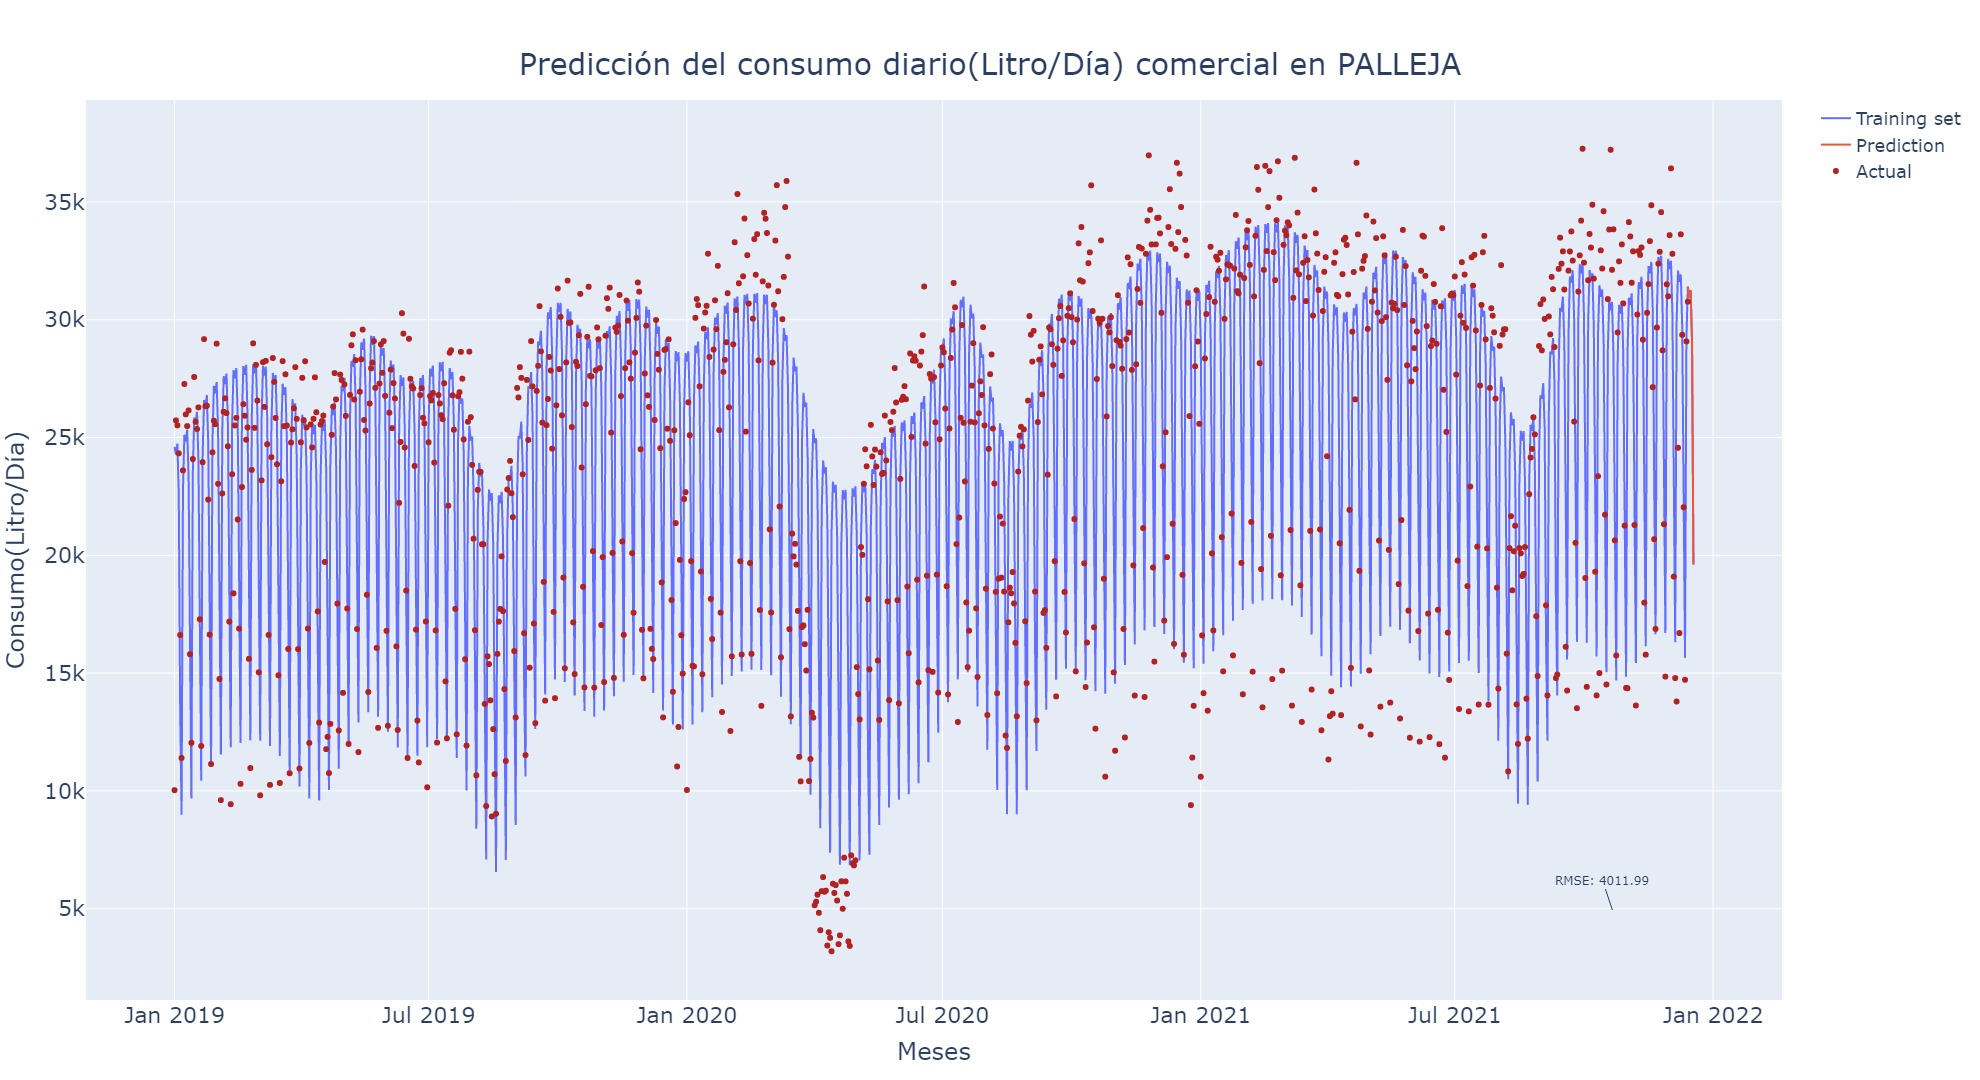 Predicción del consumo diario(Litro/Día) comercial en PALLEJA
Training set
Prediction
Actual
Consumo(Litro/Día)
35k
30k
25k
20k
15k
10k
5k
RMSE: 4011.99
Jan 2019
Jul 2019
Jan 2020
Jul 2020
Jan 2021
Jul 2021
Jan 2022
Meses